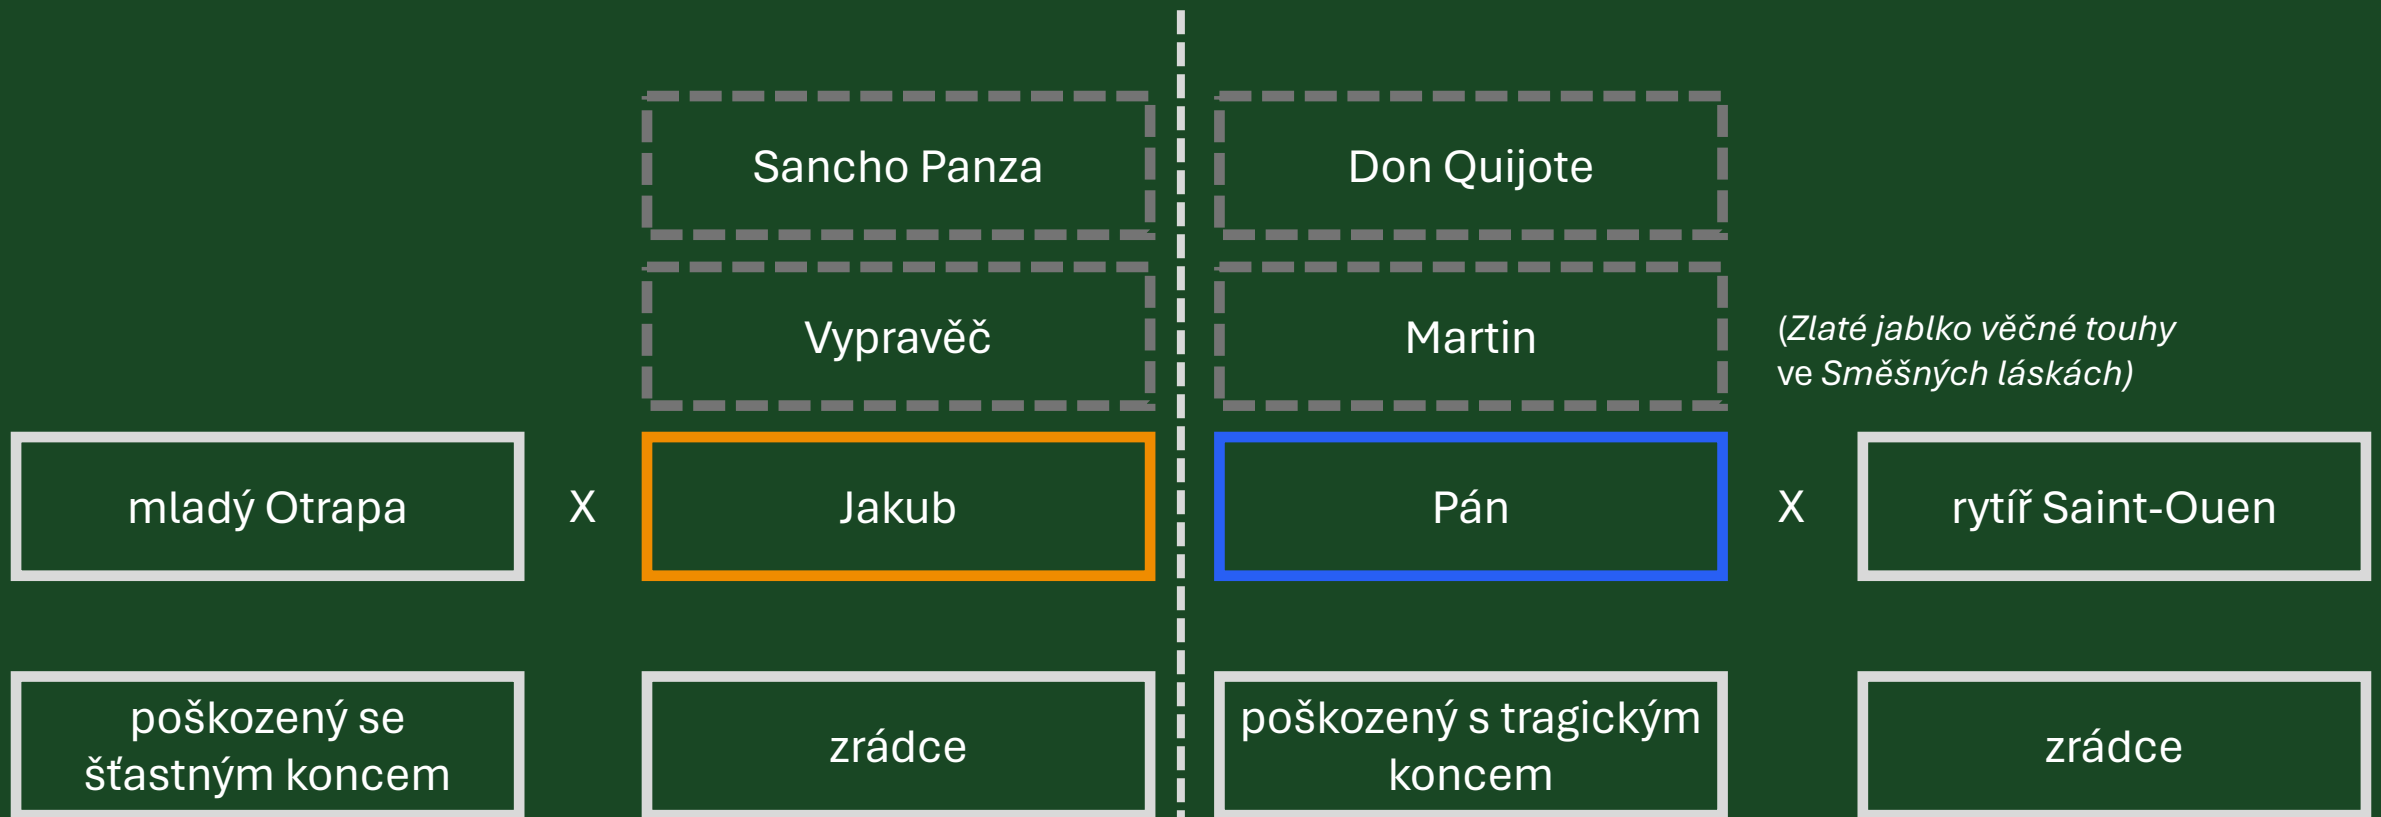 Sancho Panza
Don Quijote
Vypravěč
Martin
(Zlaté jablko věčné touhy
ve Směšných láskách)
mladý Otrapa
X
Jakub
Pán
X
rytíř Saint-Ouen
poškozený se
šťastným koncem
zrádce
poškozený s tragickým
koncem
zrádce